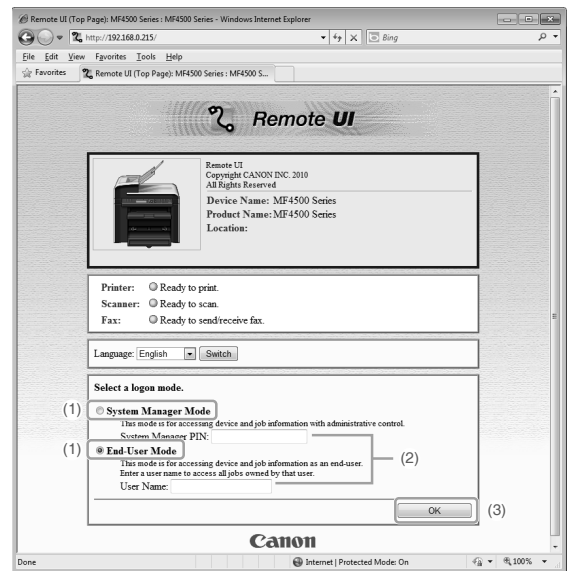 Remote UI (Top Page): MF4500 Series : MF4500 Series - Windows Internet Explorer
http://192.168.0.215/
Bing
File Edit View Favorites Tools Help
Favorites
Remote UI (Top Page): MF4500 Series : MF4500 S...
Remote UI
Remote UI
Copyright CANON INC. 2010
All Rights Reserved
Device Name: MF4500 Series
Product Name: MF4500 Series
Location:
Printer: Ready to print.
Scanner: Ready to scan.
Fax: Ready to send/receive fax.
Language: English Switch
Select a logon mode.
(1) System Manager Mode
This mode is for accessing device and job information with administrative control.
System Manager PIN:
(1) End-User Mode
(2)
This mode is for accessing device and job information as an end-user.
Enter a user name to access all jobs owned by that user.
User Name:
OK (3)
Canon
Done Internet | Protected Mode: On 100%